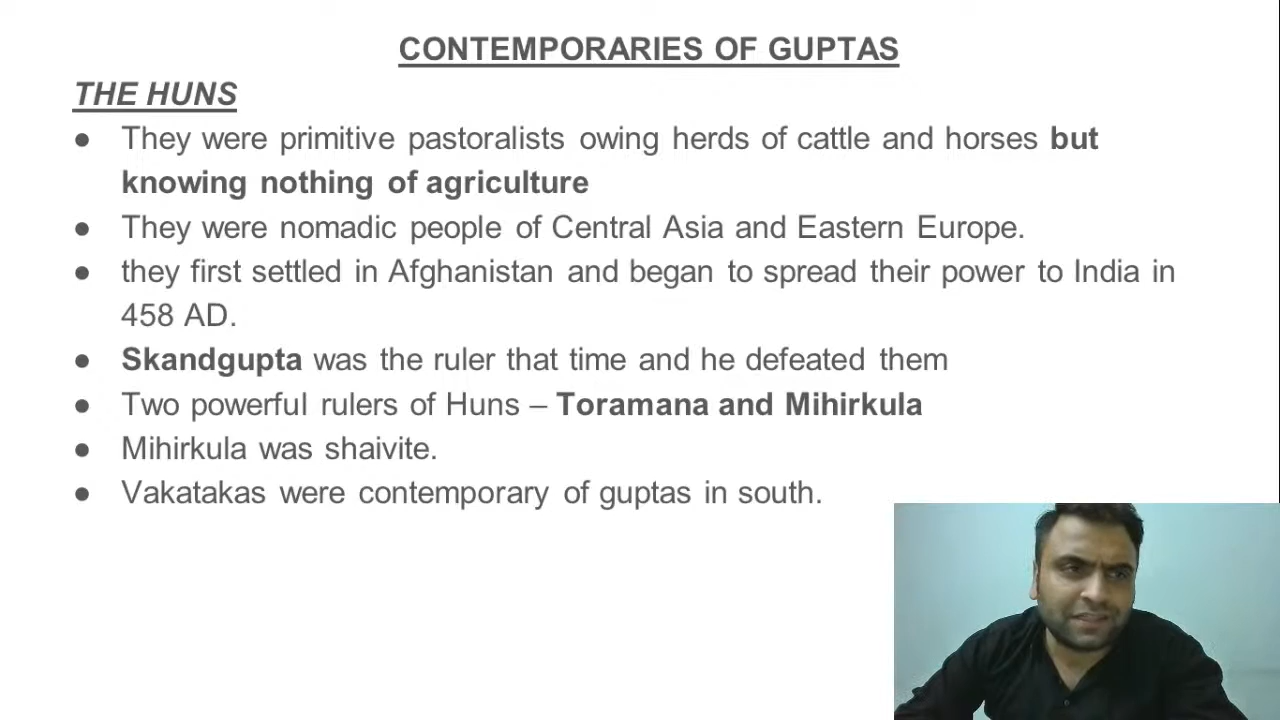 CONTEMPORARIES OF GUPTAS
THE HUNS
● They were primitive pastoralists owing herds of cattle and horses but
knowing nothing of agriculture
● They were nomadic people of Central Asia and Eastern Europe.
● they first settled in Afghanistan and began to spread their power to India in
458 AD.
● Skandgupta was the ruler that time and he defeated them
● Two powerful rulers of Huns – Toramana and Mihirkula
● Mihirkula was shaivite.
● Vakatakas were contemporary of guptas in south.